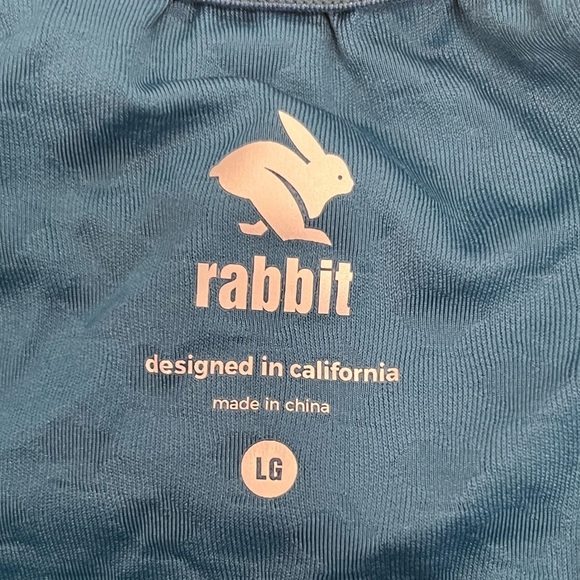 rabbit
designed in california
made in china
LG